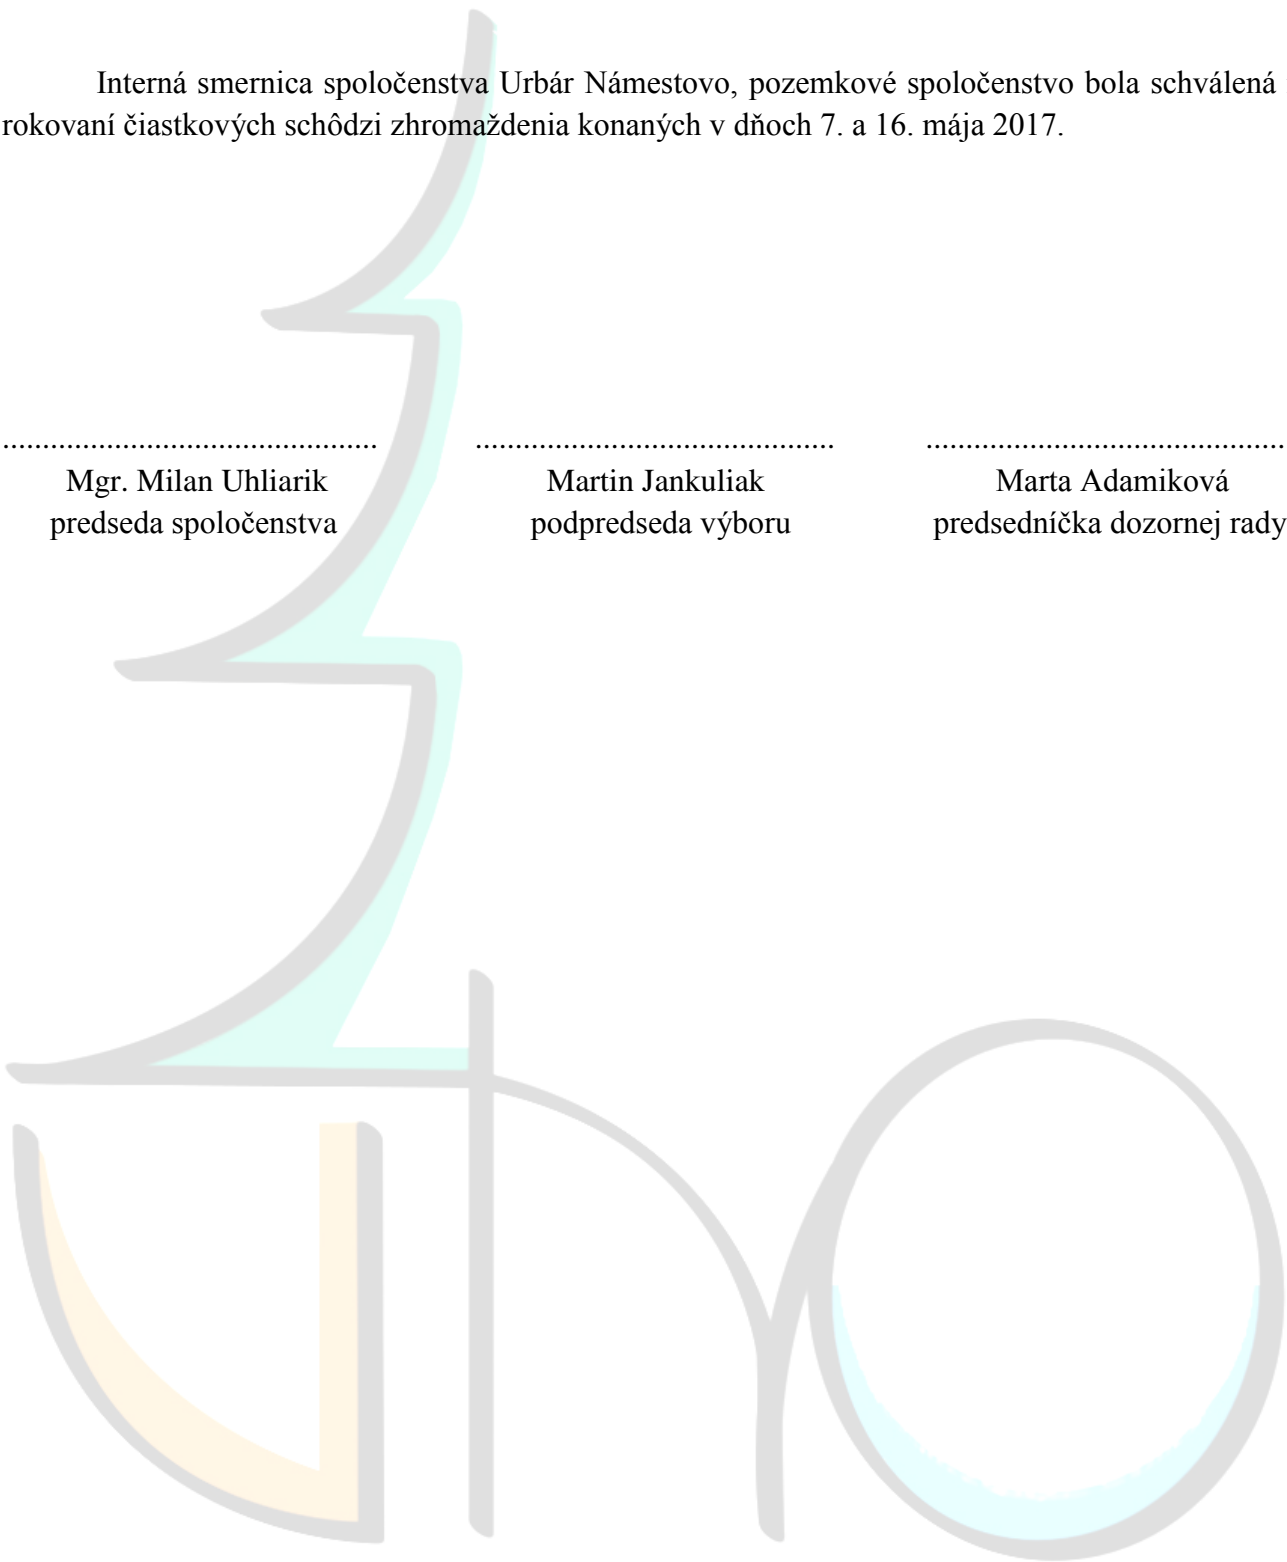 Interná smernica spoločenstva Urbár Námestovo, pozemkové spoločenstvo bola schválená
rokovaní čiastkových schôdzi zhromaždenia konaných v dňoch 7. a 16. mája 2017.
............................................... ............................................. .............................................
Mgr. Milan Uhliarik Martin Jankuliak Marta Adamiková
predseda spoločenstva podpredseda výboru predsedníčka dozornej rady